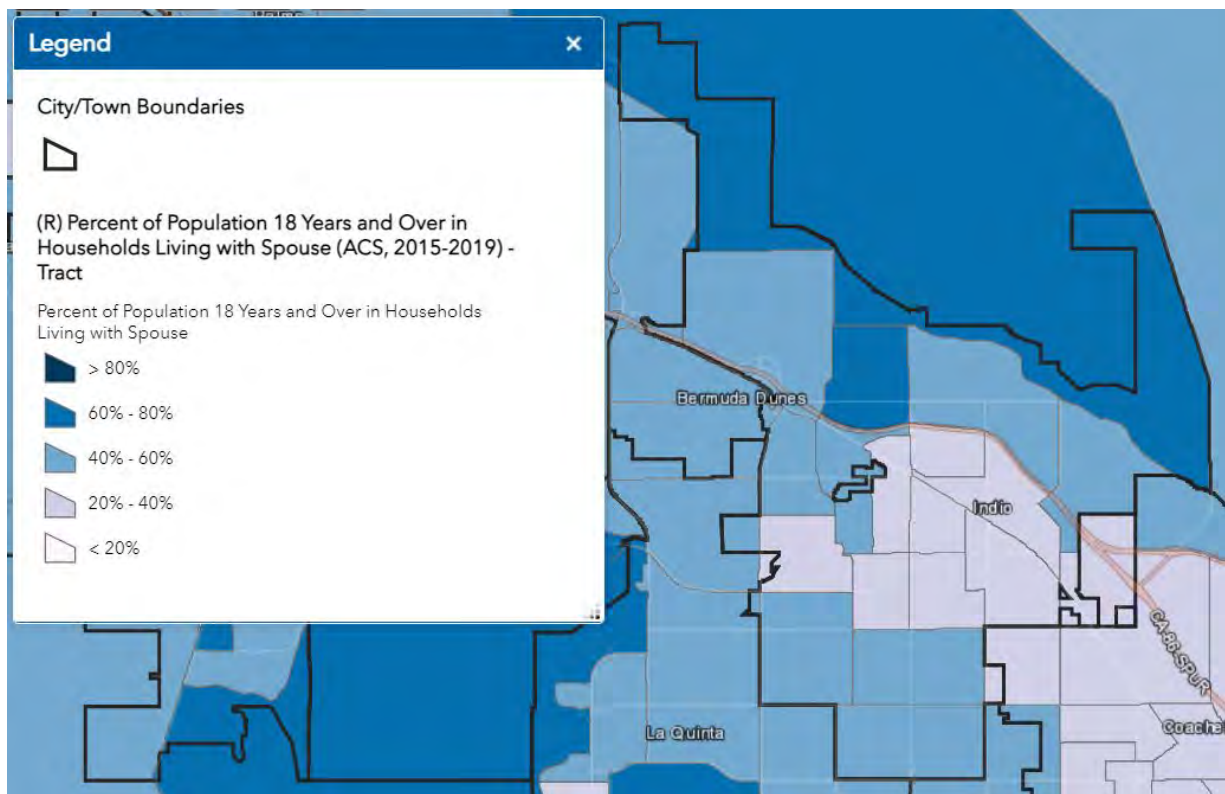 Legend ×
City/Town Boundaries
(R) Percent of Population 18 Years and Over in
Households Living with Spouse (ACS, 2015-2019) -
Tract
Percent of Population 18 Years and Over in Households
Living with Spouse
> 80%
60% - 80%
40% - 60%
20% - 40%
< 20%
Bermuda Dunes
Indio
CA-86-SPUR
La Quinta
Coachel